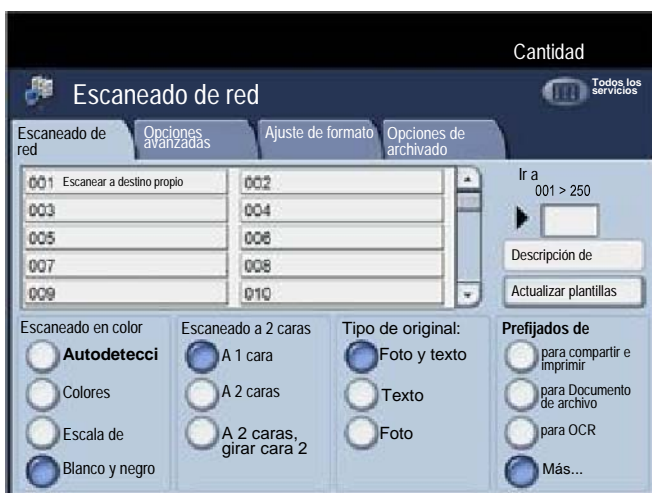 Cantidad
Escaneado de red
Todos los
servicios
Escaneado de
red
Opciones
avanzadas
Ajuste de formato
Opciones de
archivado
001 Escanear a destino propio
002
003
004
005
006
007
008
009
010
Ir a
001 > 250
Descripción de
Actualizar plantillas
Escaneado en color
Autodetecci
Colores
Escala de
Blanco y negro
Escaneado a 2 caras
A 1 cara
A 2 caras
A 2 caras,
girar cara 2
Tipo de original:
Foto y texto
Texto
Foto
Prefijados de
para compartir e
imprimir
para Documento
de archivo
para OCR
Más...